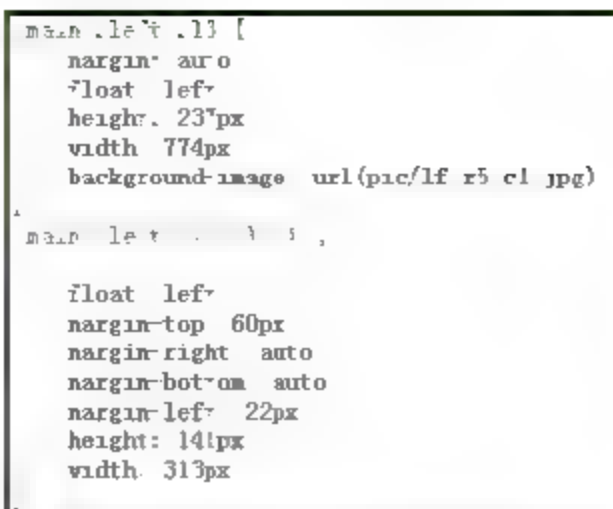 main .left .l3 {
margin: auto
float left
height: 237px
width 774px
background-image url(pic/lf r5 c1 jpg)
main left
float left
margin-top 60px
margin-right auto
margin-bottom auto
margin-left 22px
height: 141px
width 313px